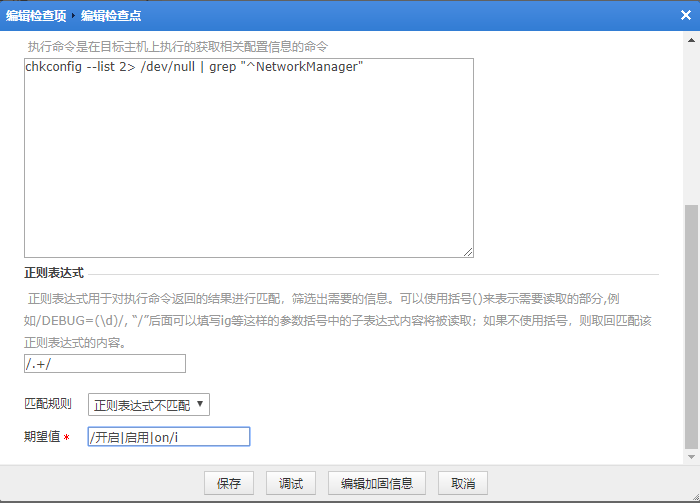 编辑检查项 ▸ 编辑检查点
执行命令是在目标主机上执行的获取相关配置信息的命令
chkconfig --list 2> /dev/null | grep "^NetworkManager"
正则表达式
正则表达式用于对执行命令返回的结果进行匹配，筛选出需要的信息。可以使用括号()来表示需要读取的部分,例
如/DEBUG=(\d)/, “/”后面可以填写ig等这样的参数括号中的子表达式内容将被读取；如果不使用括号，则取回匹配该
正则表达式的内容。
/.+/
匹配规则 正则表达式不匹配
期望值 * /开启|启用|on/i
保存 调试 编辑加固信息 取消